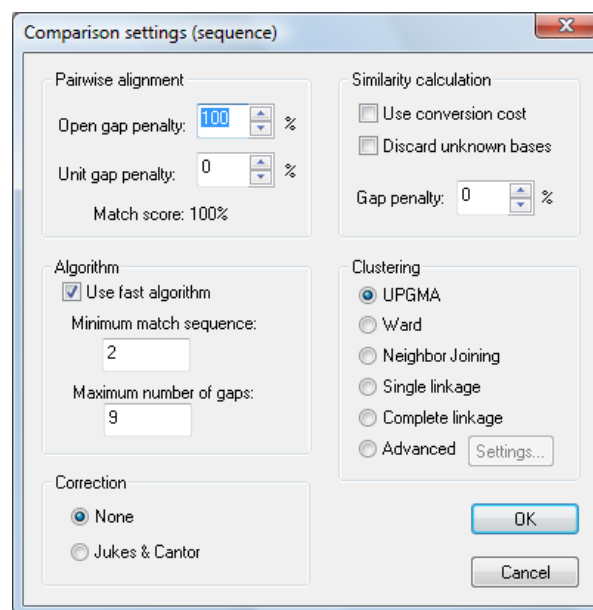 Comparison settings (sequence)
Pairwise alignment
Open gap penalty: 100 %
Unit gap penalty: 0 %
Match score: 100%
Similarity calculation
Use conversion cost
Discard unknown bases
Gap penalty: 0 %
Algorithm
Use fast algorithm
Minimum match sequence:
2
Maximum number of gaps:
9
Clustering
UPGMA
Ward
Neighbor Joining
Single linkage
Complete linkage
Advanced Settings...
Correction
None
Jukes & Cantor
OK
Cancel